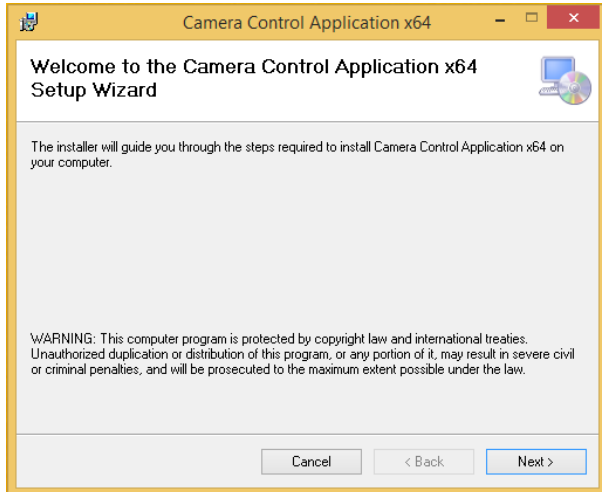 Camera Control Application x64
Welcome to the Camera Control Application x64
Setup Wizard
The installer will guide you through the steps required to install Camera Control Application x64 on
your computer.
WARNING: This computer program is protected by copyright law and international treaties.
Unauthorized duplication or distribution of this program, or any portion of it, may result in severe civil
or criminal penalties, and will be prosecuted to the maximum extent possible under the law.
Cancel < Back Next >